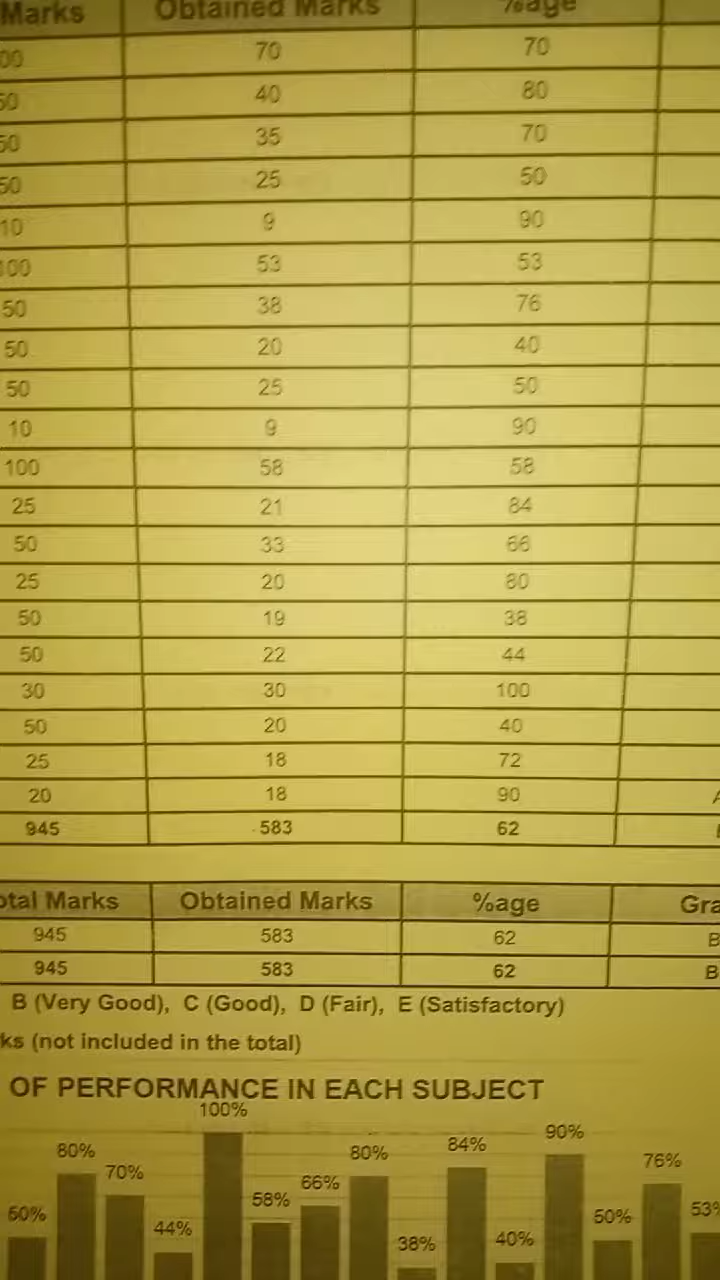 Marks Obtained Marks %age
00 70 70
50 40 80
50 35 70
50 25 50
10 9 90
100 53 53
50 38 76
50 20 40
50 25 50
10 9 90
100 58 58
25 21 84
50 33 66
25 20 80
50 19 38
50 22 44
30 30 100
50 20 40
25 18 72
20 18 90
945 583 62
otal Marks Obtained Marks %age Gra
945 583 62 B
945 583 62 B
B (Very Good), C (Good), D (Fair), E (Satisfactory)
ks (not included in the total)
OF PERFORMANCE IN EACH SUBJECT
100%
90%
80% 80% 84% 76%
70% 66%
58% 53%
60% 50%
44% 38% 40%